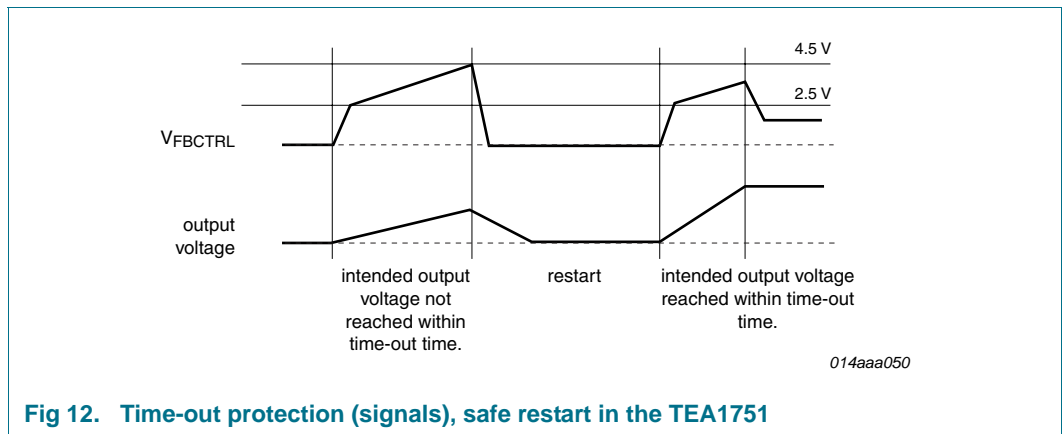 4.5 V
2.5 V
VFBCTRL
output
voltage
intended output
voltage not
reached within
time-out time.
restart
intended output voltage
reached within time-out
time.
014aaa050
Fig 12. Time-out protection (signals), safe restart in the TEA1751